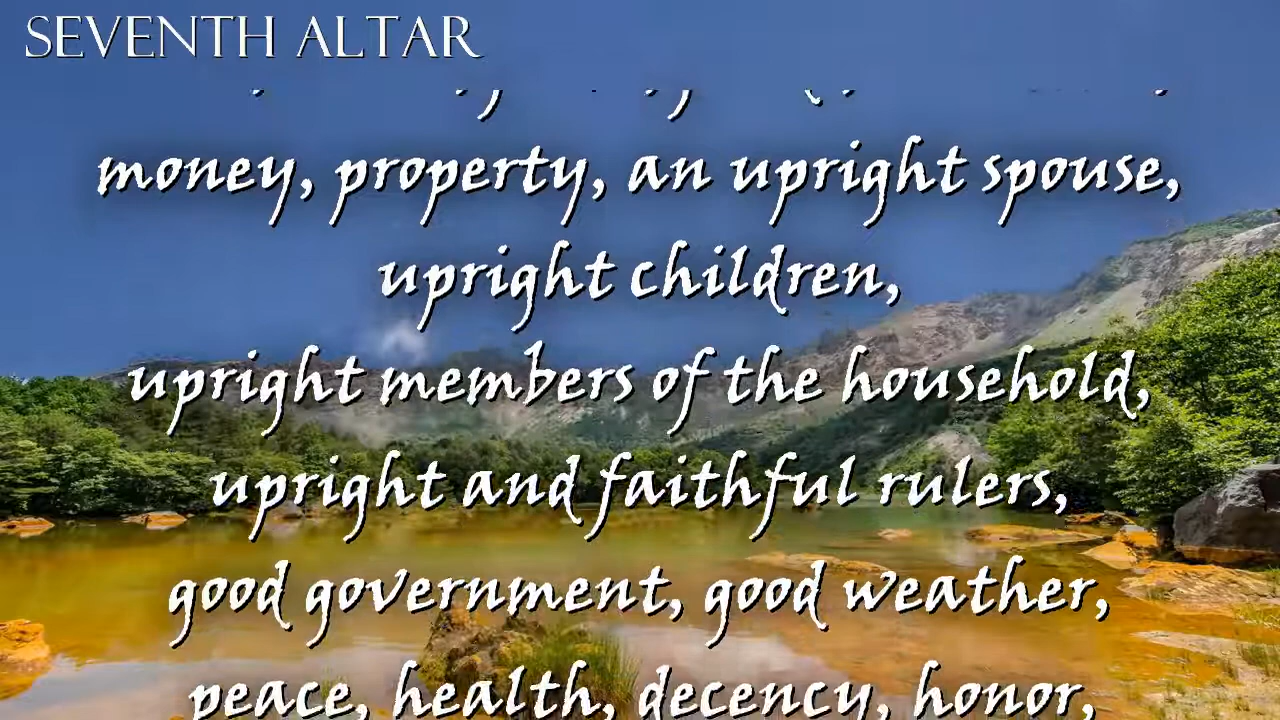 SEVENTH ALTAR
money, property, an upright spouse,
upright children,
upright members of the household,
upright and faithful rulers,
good government, good weather,
peace, health, decency, honor,